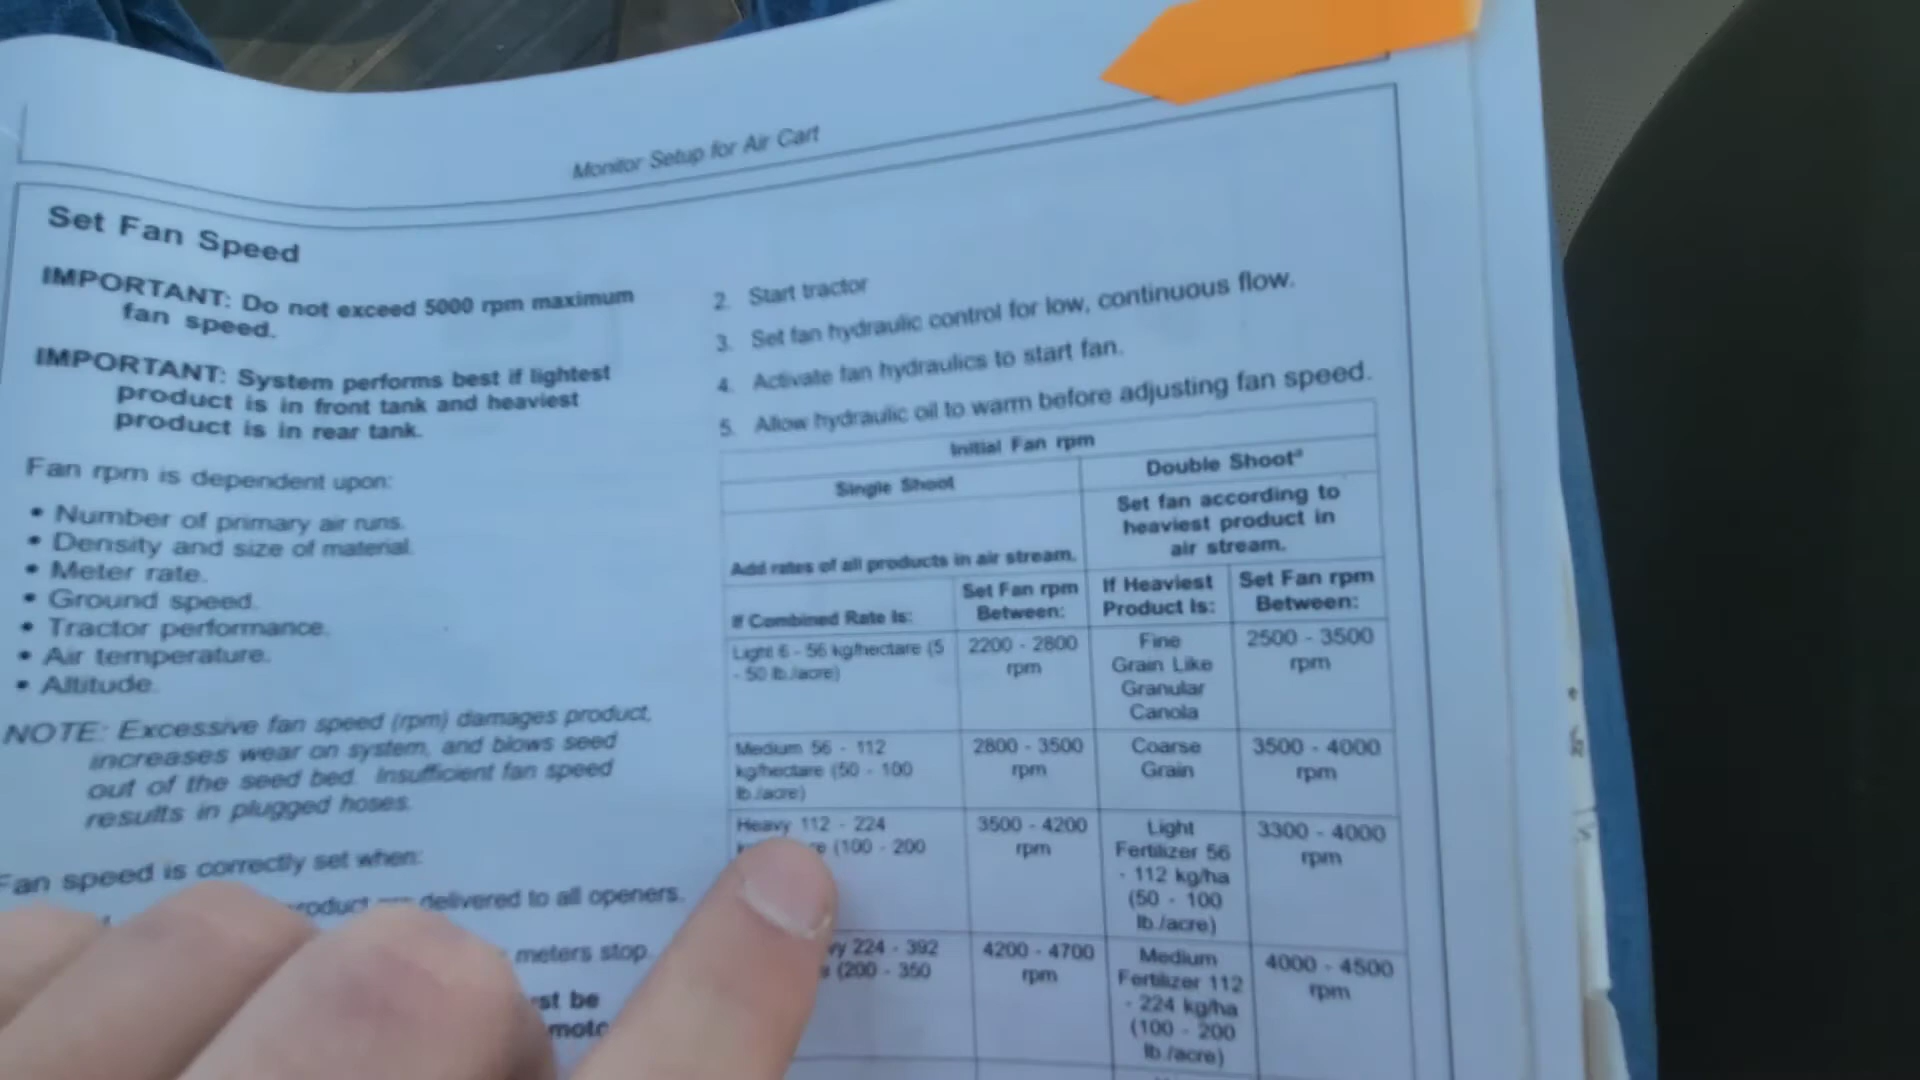 Monitor Setup for Air Cart
Set Fan Speed
IMPORTANT: Do not exceed 5000 rpm maximum
fan speed.
IMPORTANT: System performs best if lightest
product is in front tank and heaviest
product is in rear tank.
Fan rpm is dependent upon:
• Number of primary air runs.
• Density and size of material.
• Meter rate.
• Ground speed.
• Tractor performance.
• Air temperature.
• Altitude.
NOTE: Excessive fan speed (rpm) damages product,
increases wear on system, and blows seed
out of the seed bed. Insufficient fan speed
results in plugged hoses.
Fan speed is correctly set when:
delivered to all openers.
meters stop.
be
2. Start tractor
3. Set fan hydraulic control for low, continuous flow.
4. Activate fan hydraulics to start fan.
5. Allow hydraulic oil to warm before adjusting fan speed.
Initial Fan rpm
Single Shoot
Double Shootª
Add rates of all products in air stream.
Set fan according to
heaviest product in
air stream.
If Combined Rate Is:
Set Fan rpm
Between:
If Heaviest
Product Is:
Set Fan rpm
Between:
Light 6 - 56 kg/hectare (5
- 50 lb./acre)
2200 - 2800
rpm
Fine
Grain Like
Granular
Canola
2500 - 3500
rpm
Medium 56 - 112
kg/hectare (50 - 100
lb./acre)
2800 - 3500
rpm
Coarse
Grain
3500 - 4000
rpm
Heavy 112 - 224
(100 - 200
3500 - 4200
rpm
Light
Fertilizer 56
- 112 kg/ha
(50 - 100
lb./acre)
3300 - 4000
rpm
224 - 392
(200 - 350
4200 - 4700
rpm
Medium
Fertilizer 112
- 224 kg/ha
(100 - 200
lb./acre)
4000 - 4500
rpm